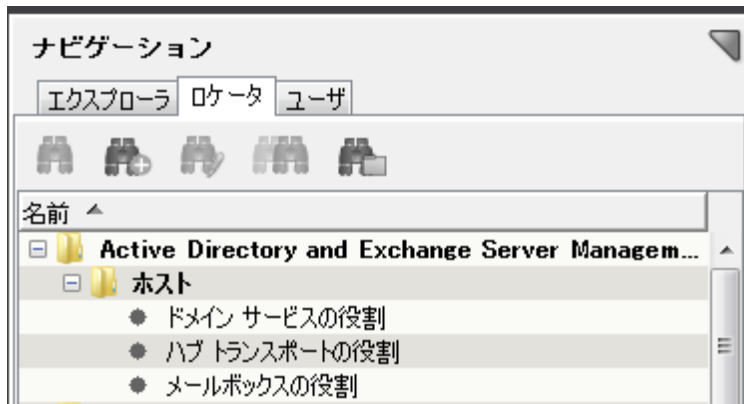 ナビゲーション
エクスプローラ ロケータ ユーザ
名前
Active Directory and Exchange Server Managem...
ホスト
ドメイン サービスの役割
ハブ トランスポートの役割
メールボックスの役割